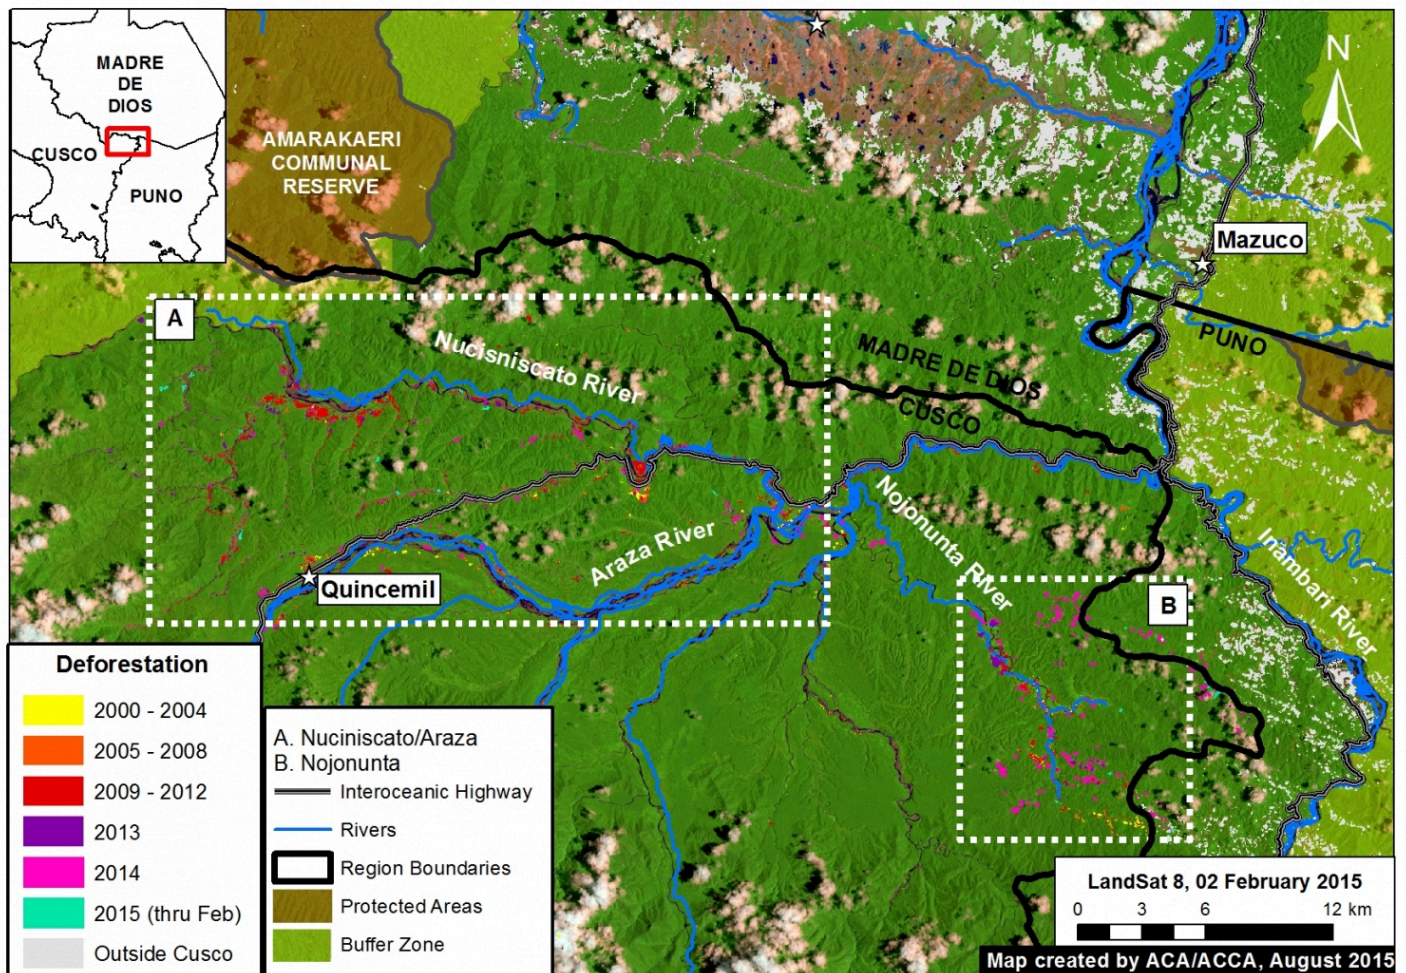 MADRE
DE
DIOS
CUSCO
PUNO
AMARAKAERI
COMMUNAL
RESERVE
N
Mazuco
PUNO
A
Nucisniscato River
MADRE DE DIOS
CUSCO
Araza River
Nojonunta River
Inambari River
Quincemil
B
Deforestation
2000 - 2004
2005 - 2008
2009 - 2012
2013
2014
2015 (thru Feb)
Outside Cusco
A. Nuciniscato/Araza
B. Nojonunta
Interoceanic Highway
Rivers
Region Boundaries
Protected Areas
Buffer Zone
LandSat 8, 02 February 2015
0 3 6 12 km
Map created by ACA/ACCA, August 2015